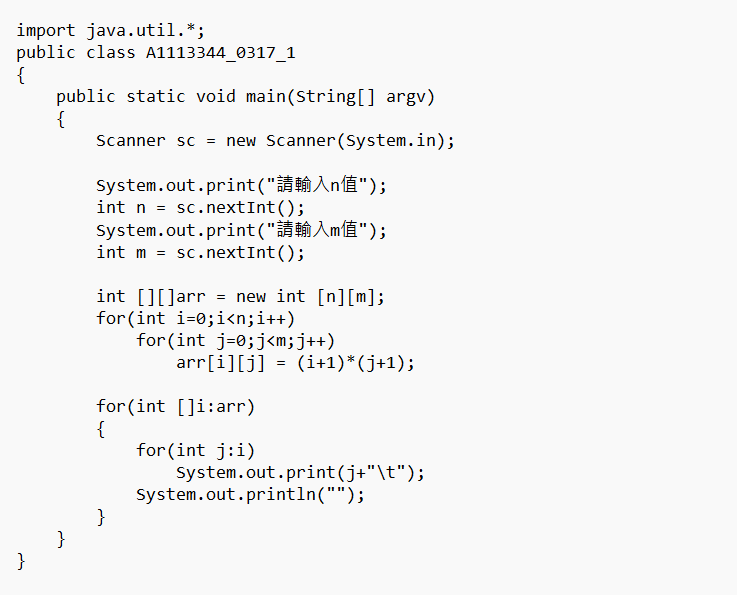 import java.util.*;
public class A1113344_0317_1
{
    public static void main(String[] argv)
    {
        Scanner sc = new Scanner(System.in);

        System.out.print("請輸入n值");
        int n = sc.nextInt();
        System.out.print("請輸入m值");
        int m = sc.nextInt();

        int [][]arr = new int [n][m];
        for(int i=0;i<n;i++)
            for(int j=0;j<m;j++)
                arr[i][j] = (i+1)*(j+1);

        for(int []i:arr)
        {
            for(int j:i)
                System.out.print(j+"\t");
            System.out.println("");
        }
    }
}